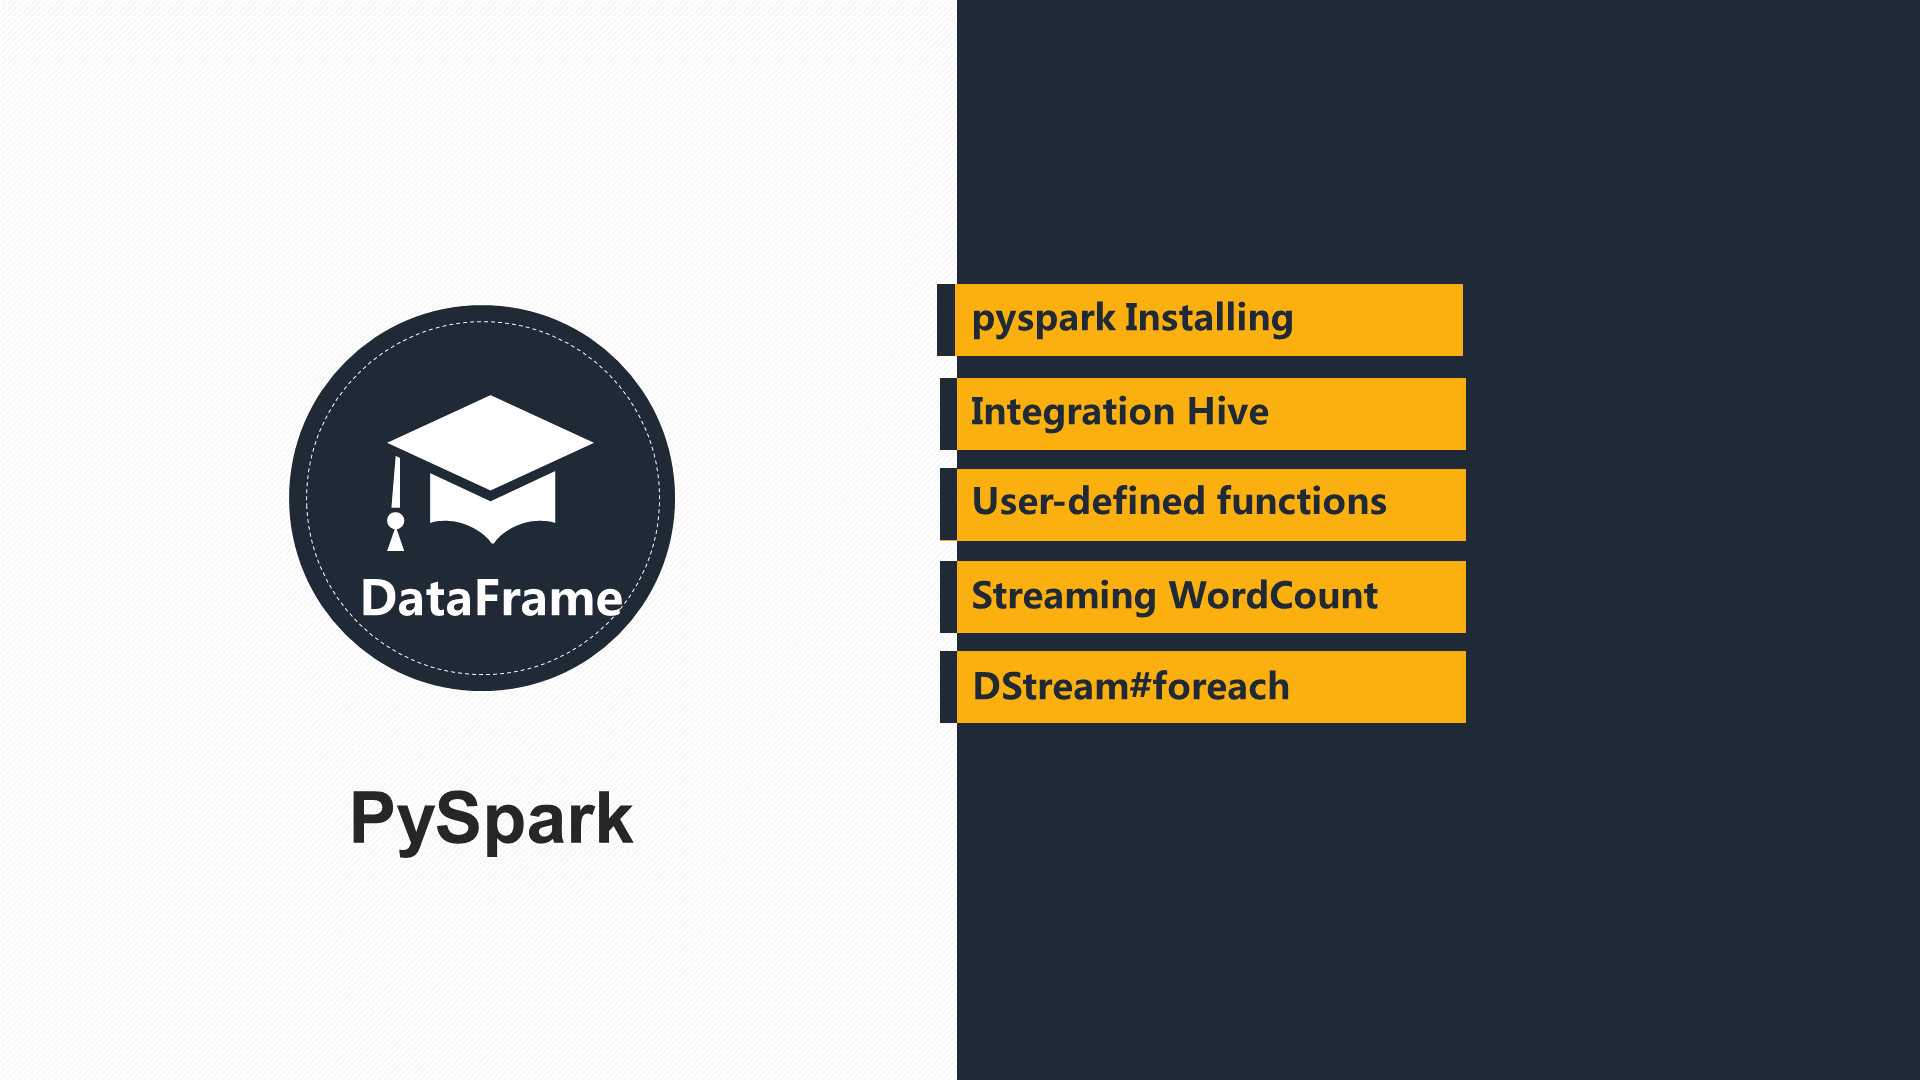 DataFrame
PySpark
pyspark Installing
Integration Hive
User-defined functions
Streaming WordCount
DStream#foreach